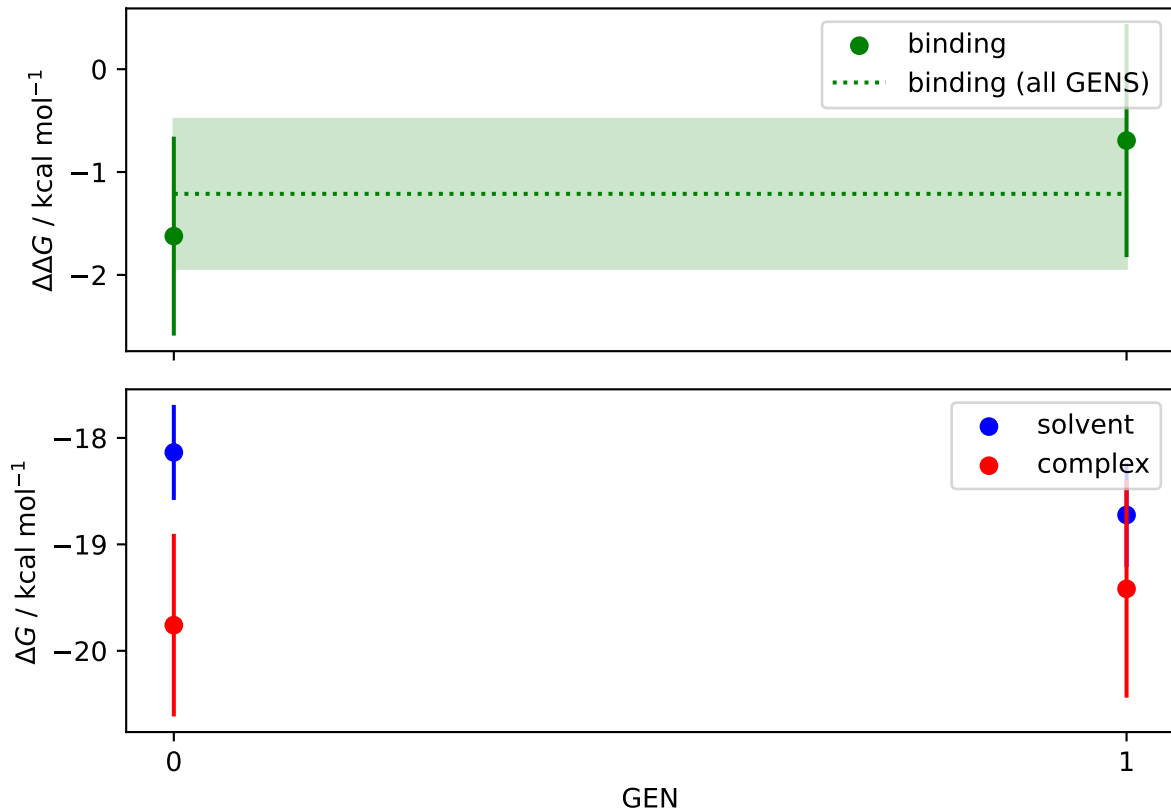 binding
binding (all GENS)
0
−1
−2
ΔΔG / kcal mol⁻¹
solvent
complex
−18
−19
−20
ΔG / kcal mol⁻¹
0
1
GEN